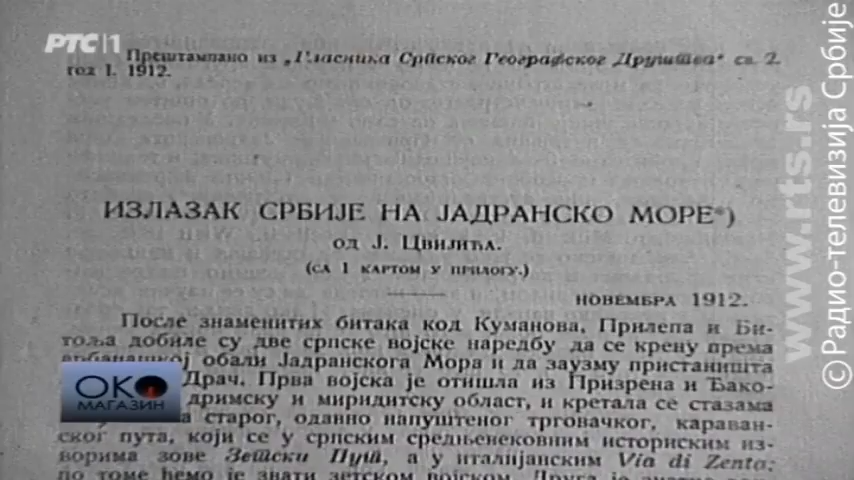 РТС|1
Прештампано из „Гласника Српског Географског Друштва“ св. 2.
год I. 1912.
ИЗЛАЗАК СРБИЈЕ НА ЈАДРАНСКО МОРЕ*)
од Ј. Цвијића.
(са 1 картом у прилогу.)
новембра 1912.
После знаменитих битака код Куманова, Прилепа и Би-
тоља добиле су две српске војске наредбу да се крену према
арбанашкој обали Јадранскога Мора и да заузму пристаништа
Драч. Прва војска је отишла из Призрена и Ђако-
дримску и миридитску област, и кретала се стазама
старог, одавно напуштеног трговачког, караван-
ског пута, који се у српским средњевековним историским из-
ворима зове Зетски Пут, а у италијанским Via di Zenta;
по томе ћемо је звати зетском војском. Друга је
ОКО
МАГАЗИН
www.rts.rs
© Радио-телевизија Србије